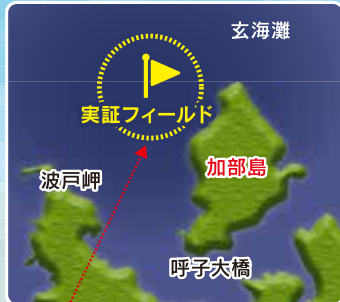 玄海灘
実証フィールド
加部島
波戸岬
呼子大橋